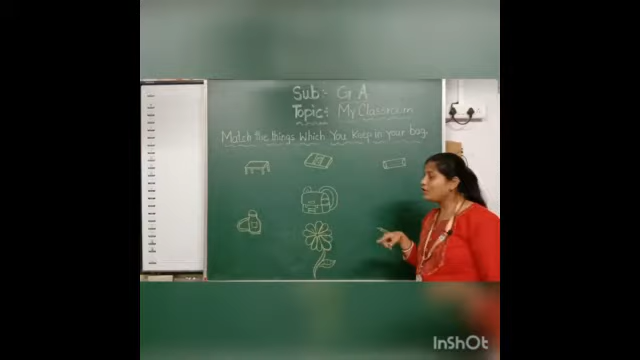 Sub:- G A
Topic:- My Classroom
Match the things which You Keep in your bag.
InShOt